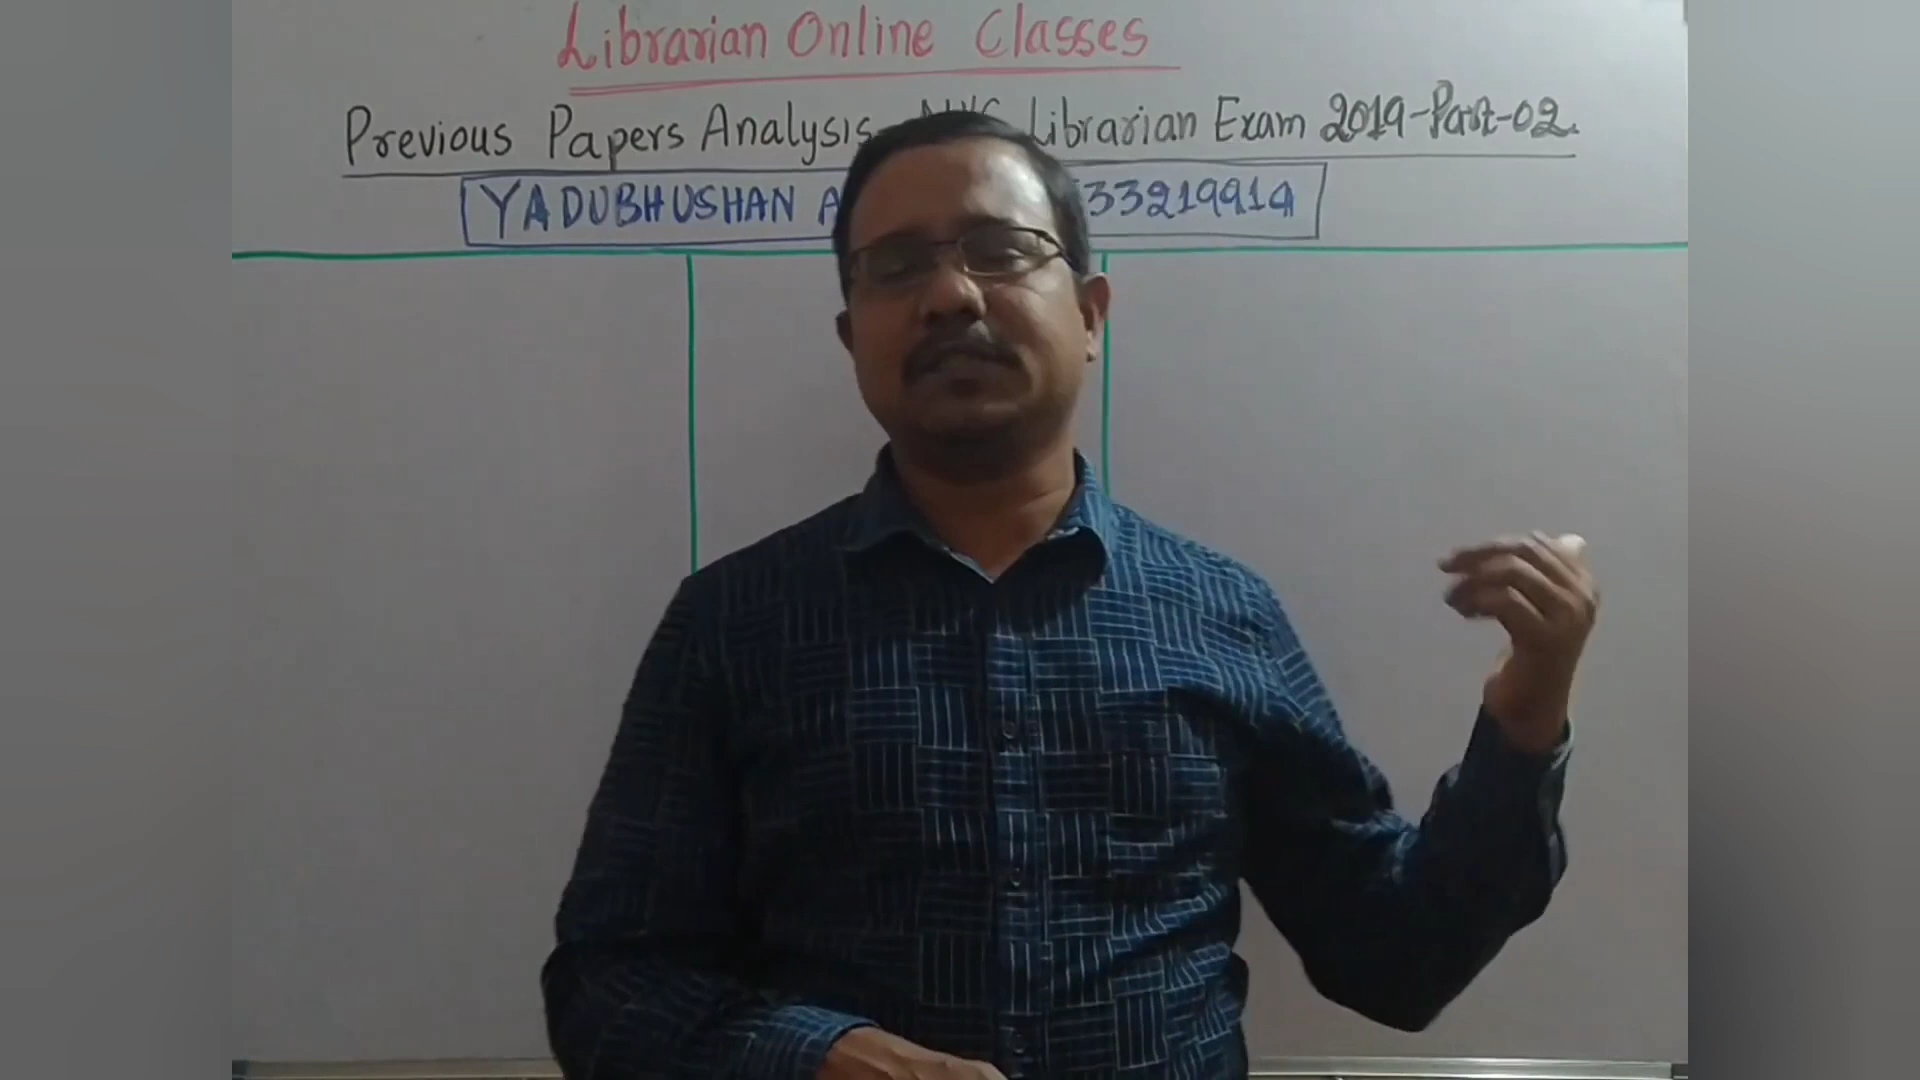 Librarian Online Classes
Previous Papers Analysis- Librarian Exam 2019-Part-02.
YADUBHUSHAN A 33219914